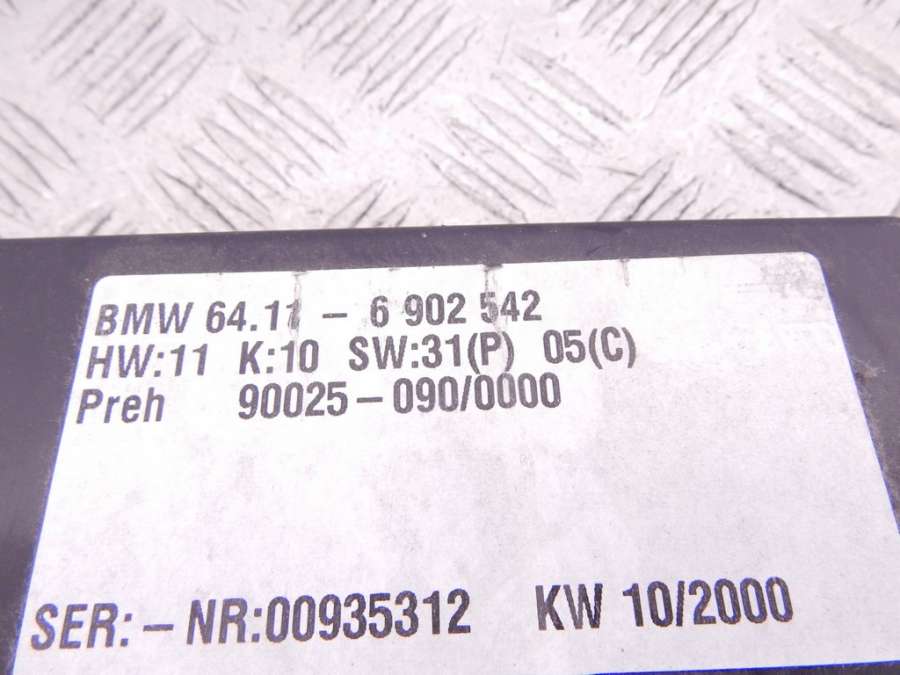 BMW 64.11 – 6 902 542
HW:11 K:10 SW:31(P) 05(C)
Preh 90025–090/0000
SER:–NR:00935312 KW 10/2000